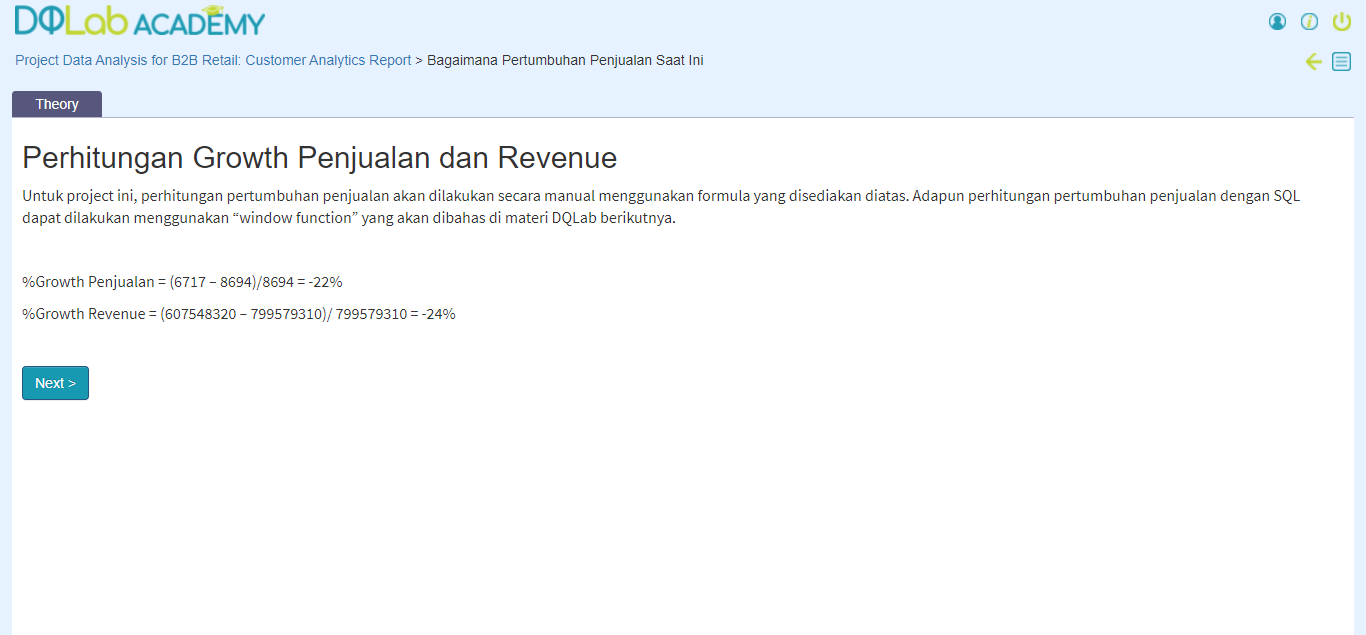 DQLab ACADEMY
Project Data Analysis for B2B Retail: Customer Analytics Report > Bagaimana Pertumbuhan Penjualan Saat Ini
Theory
Perhitungan Growth Penjualan dan Revenue
Untuk project ini, perhitungan pertumbuhan penjualan akan dilakukan secara manual menggunakan formula yang disediakan diatas. Adapun perhitungan pertumbuhan penjualan dengan SQL
dapat dilakukan menggunakan “window function” yang akan dibahas di materi DQLab berikutnya.
%Growth Penjualan = (6717 – 8694)/8694 = -22%
%Growth Revenue = (607548320 – 799579310)/ 799579310 = -24%
Next >